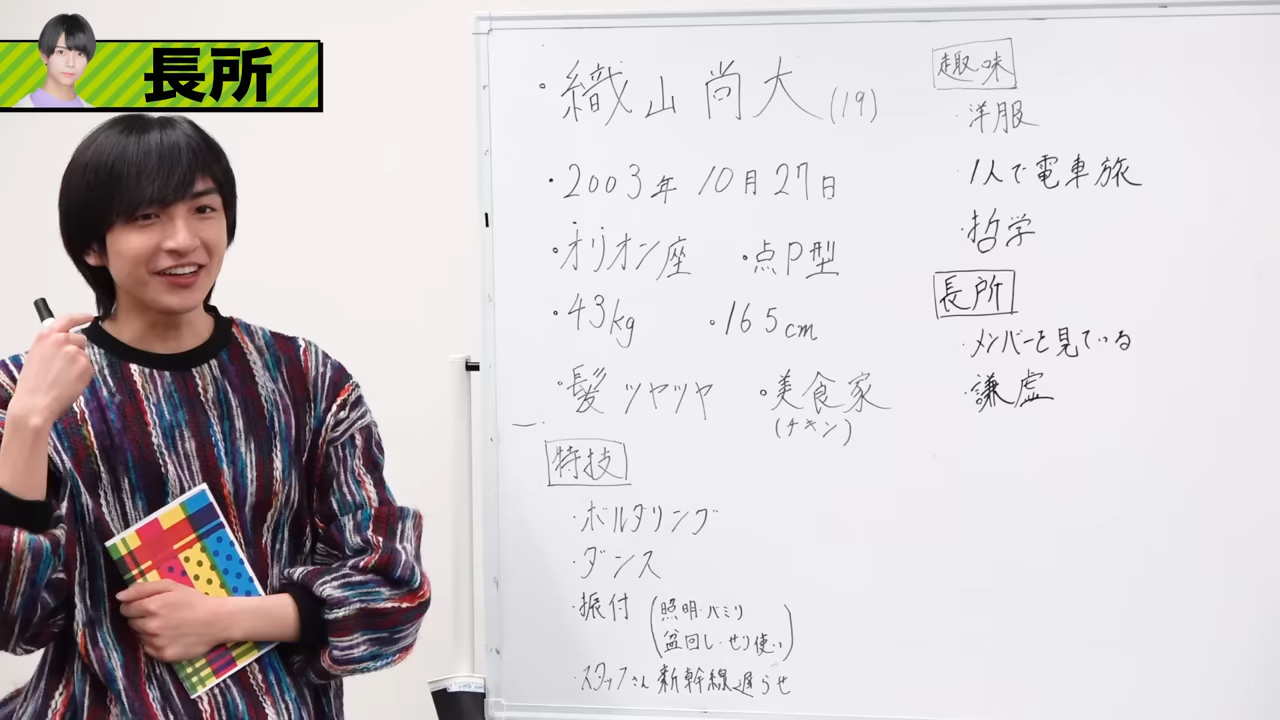 長所
・織山尚大(19)
・2003年10月27日
・オリオン座 ・点P型
・43kg ・165cm
・髪ツヤツヤ ・美食家
(チキン)
特技
・ボルダリング
・ダンス
・振付(照明・バミリ
盆回し・せり使い)
・スタッフさん新幹線遅らせ
趣味
・洋服
・1人で電車旅
・哲学
長所
・メンバーを見ている
・謙虚